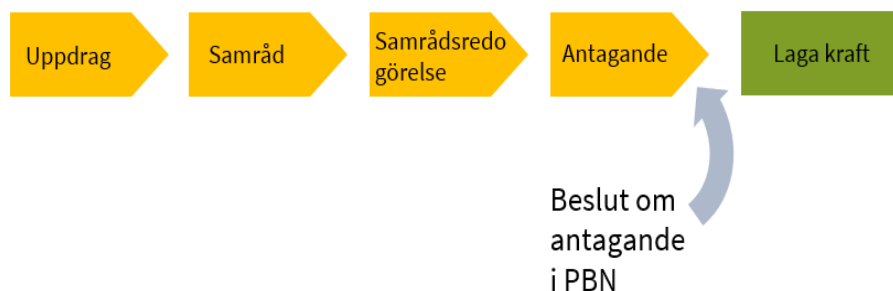 Uppdrag
Samråd
Samrådsredo
görelse
Antagande
Laga kraft
Beslut om
antagande
i PBN